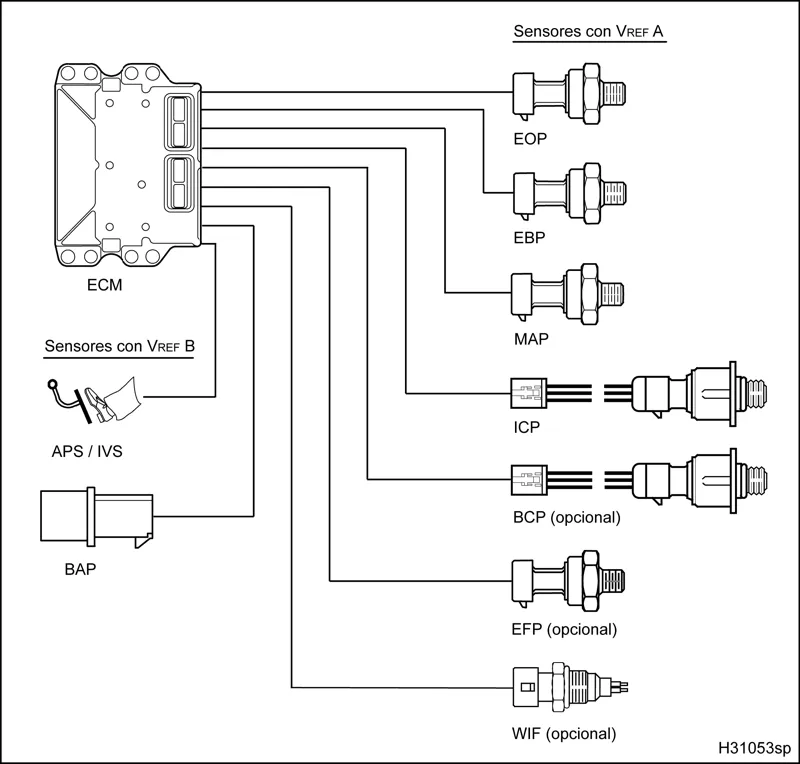 Sensores con VREF A
EOP
EBP
ECM
MAP
Sensores con VREF B
ICP
APS / IVS
BCP (opcional)
BAP
EFP (opcional)
WIF (opcional)
H31053sp